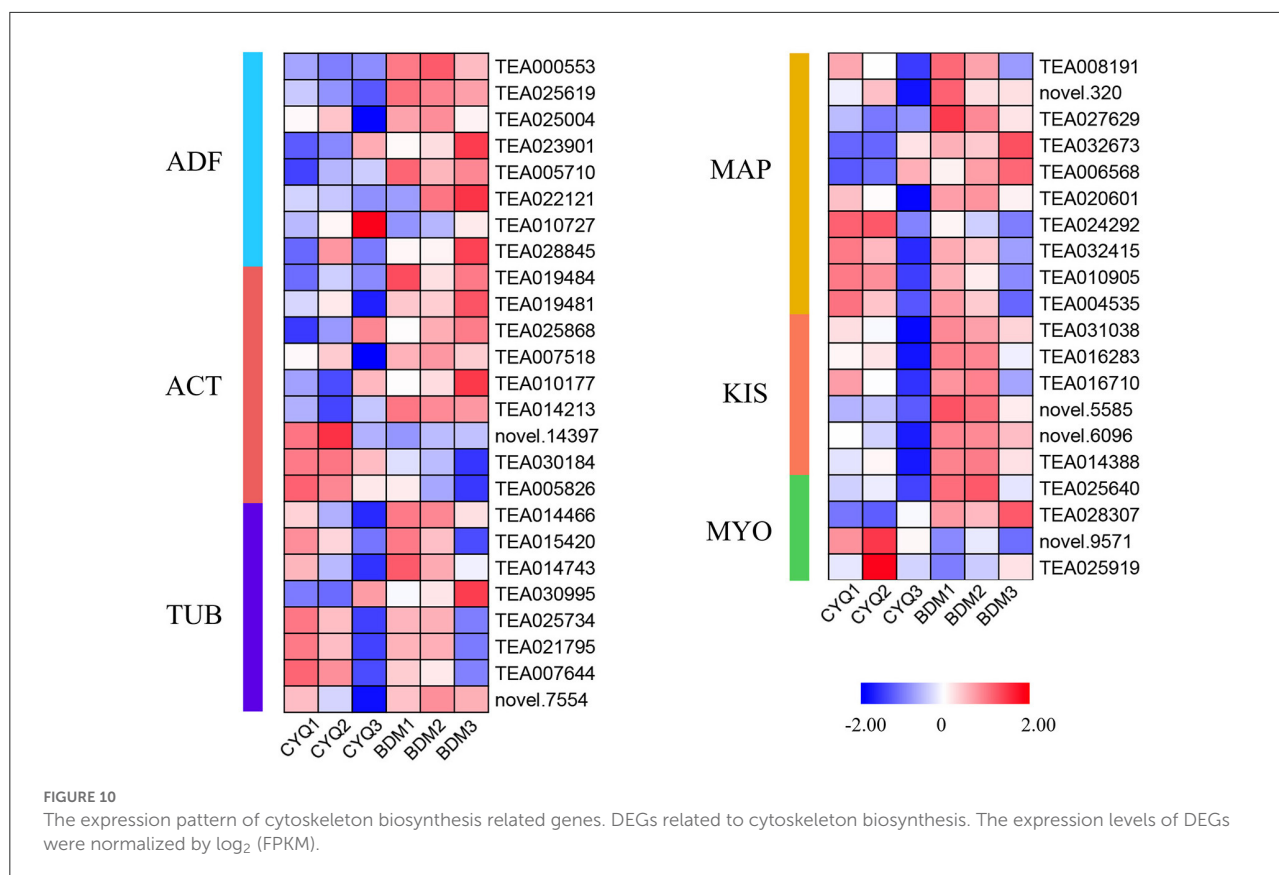 ADF
TEA000553
TEA025619
TEA025004
TEA023901
TEA005710
TEA022121
TEA010727
TEA028845
ACT
TEA019484
TEA019481
TEA025868
TEA007518
TEA010177
TEA014213
novel.14397
TEA030184
TEA005826
TUB
TEA014466
TEA015420
TEA014743
TEA030995
TEA025734
TEA021795
TEA007644
novel.7554
CYQ1 CYQ2 CYQ3 BDM1 BDM2 BDM3
MAP
TEA008191
novel.320
TEA027629
TEA032673
TEA006568
TEA020601
TEA024292
TEA032415
TEA010905
TEA004535
KIS
TEA031038
TEA016283
TEA016710
novel.5585
novel.6096
TEA014388
MYO
TEA025640
TEA028307
novel.9571
TEA025919
CYQ1 CYQ2 CYQ3 BDM1 BDM2 BDM3
-2.00 0 2.00
FIGURE 10
The expression pattern of cytoskeleton biosynthesis related genes. DEGs related to cytoskeleton biosynthesis. The expression levels of DEGs
were normalized by log₂ (FPKM).